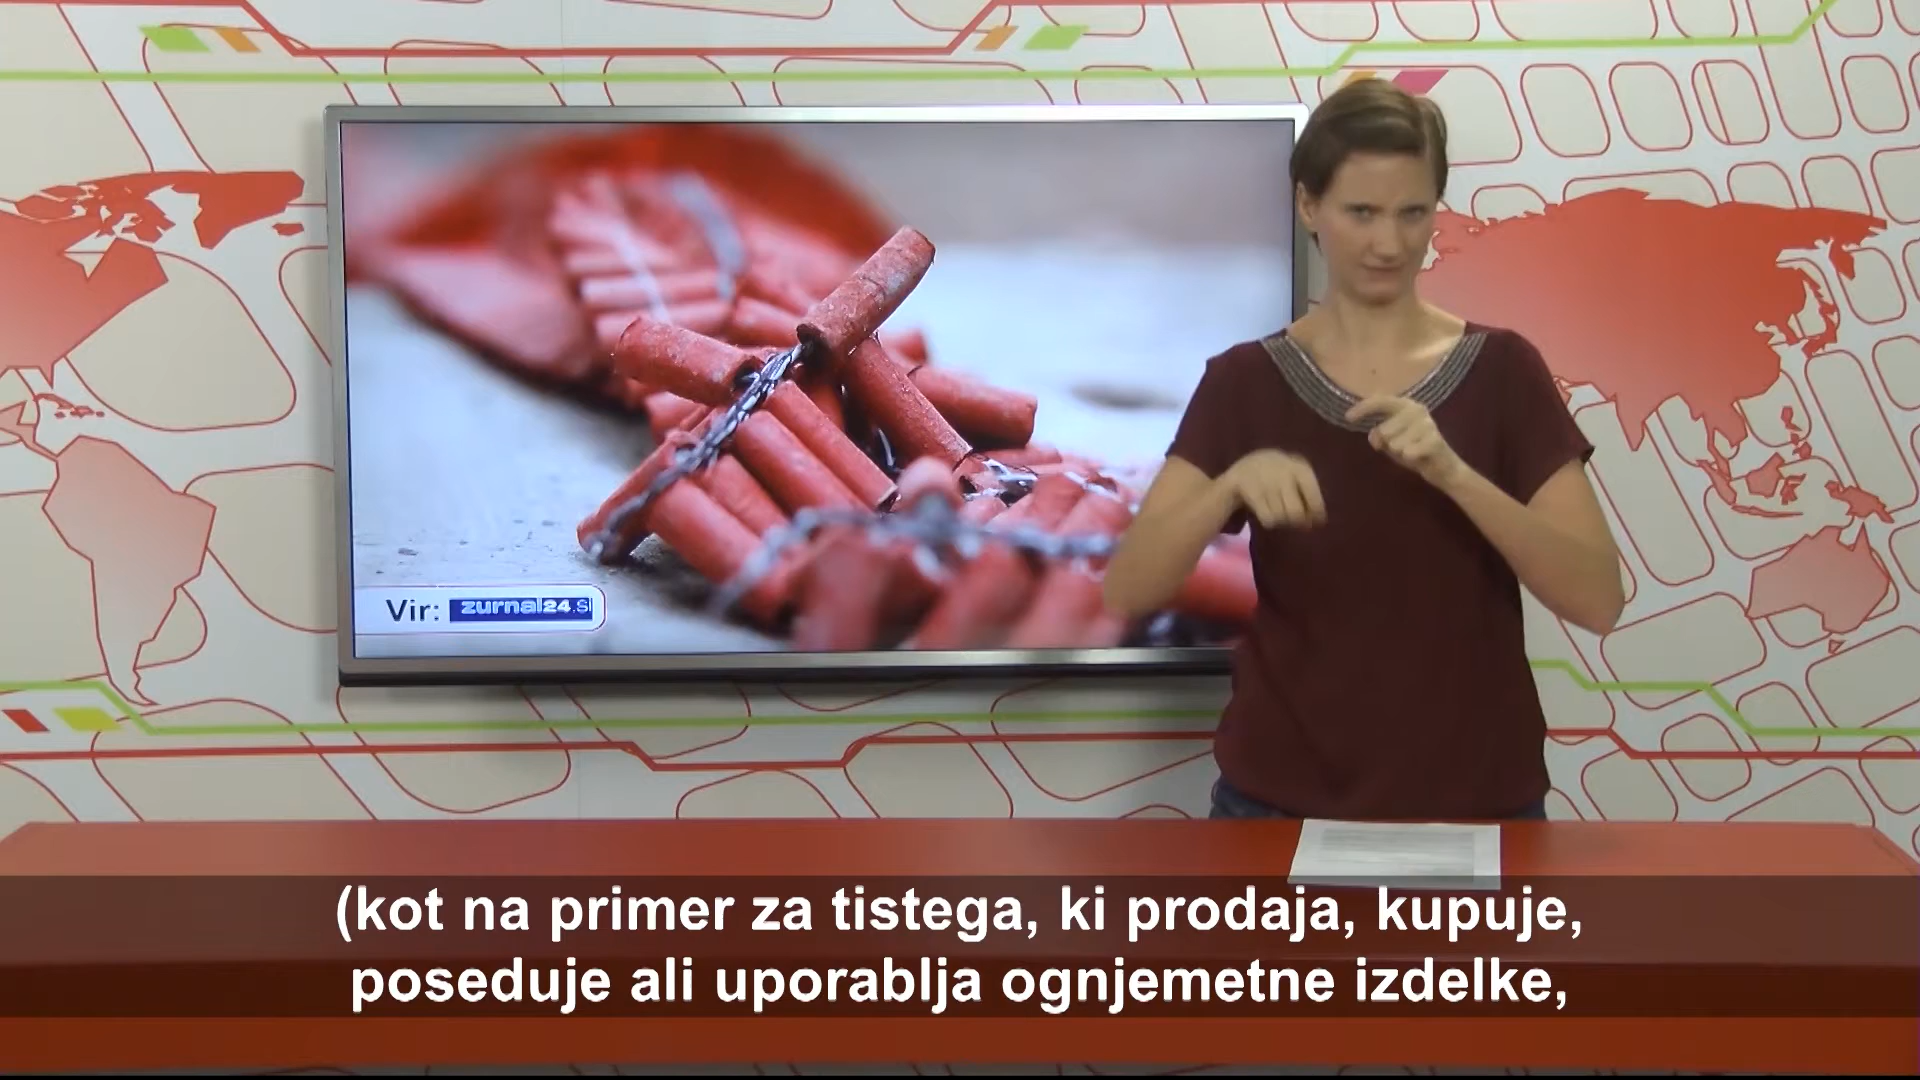 Vir: zurnal24.si
(kot na primer za tistega, ki prodaja, kupuje,
poseduje ali uporablja ognjemetne izdelke,